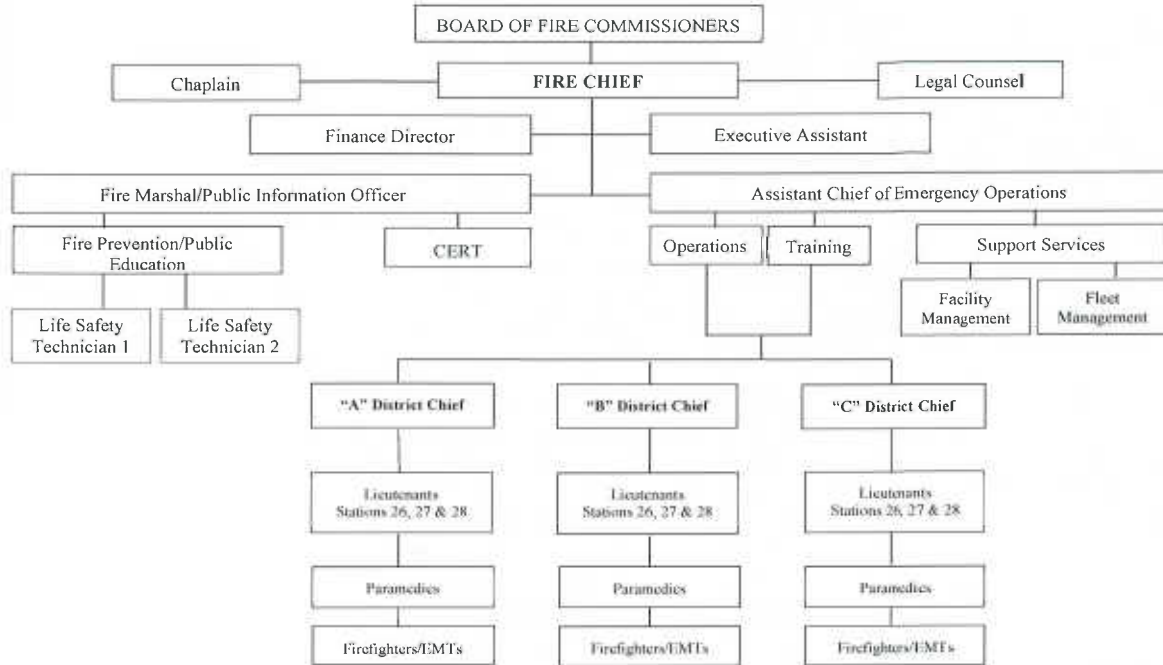 BOARD OF FIRE COMMISSIONERS
Chaplain
FIRE CHIEF
Legal Counsel
Finance Director
Executive Assistant
Fire Marshal/Public Information Officer
Assistant Chief of Emergency Operations
Fire Prevention/Public
Education
CERT
Operations
Training
Support Services
Life Safety
Technician 1
Life Safety
Technician 2
Facility
Management
Fleet
Management
“A” District Chief
“B” District Chief
“C” District Chief
Lieutenants
Stations 26, 27 & 28
Lieutenants
Stations 26, 27 & 28
Lieutenants
Stations 26, 27 & 28
Paramedics
Paramedics
Paramedics
Firefighters/EMTs
Firefighters/EMTs
Firefighters/EMTs